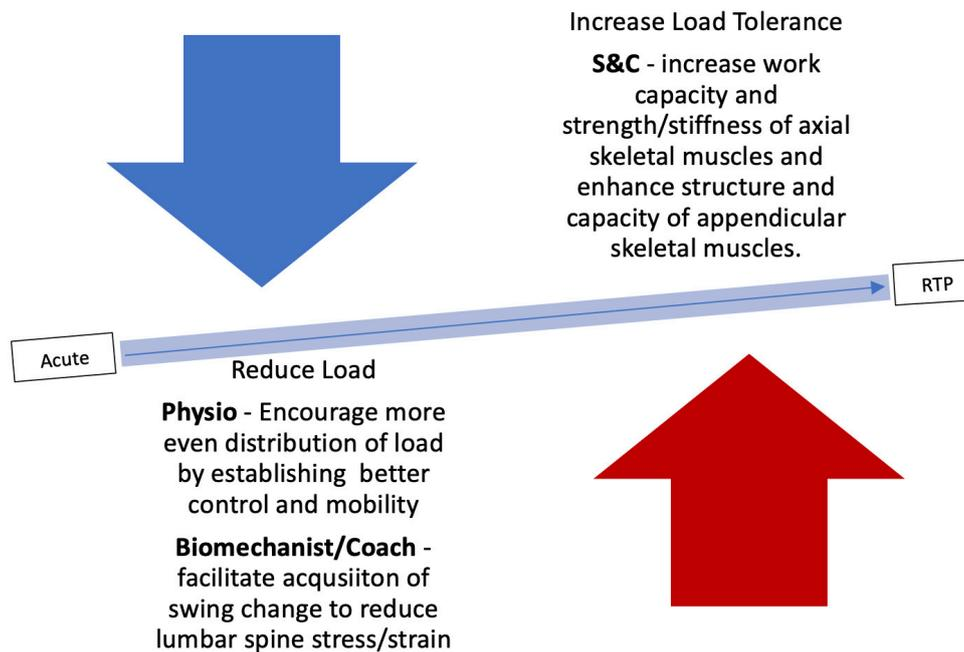 Increase Load Tolerance
S&C - increase work
capacity and
strength/stiffness of axial
skeletal muscles and
enhance structure and
capacity of appendicular
skeletal muscles.
RTP
Acute
Reduce Load
Physio - Encourage more
even distribution of load
by establishing  better
control and mobility
Biomechanist/Coach -
facilitate acqusiiton of
swing change to reduce
lumbar spine stress/strain